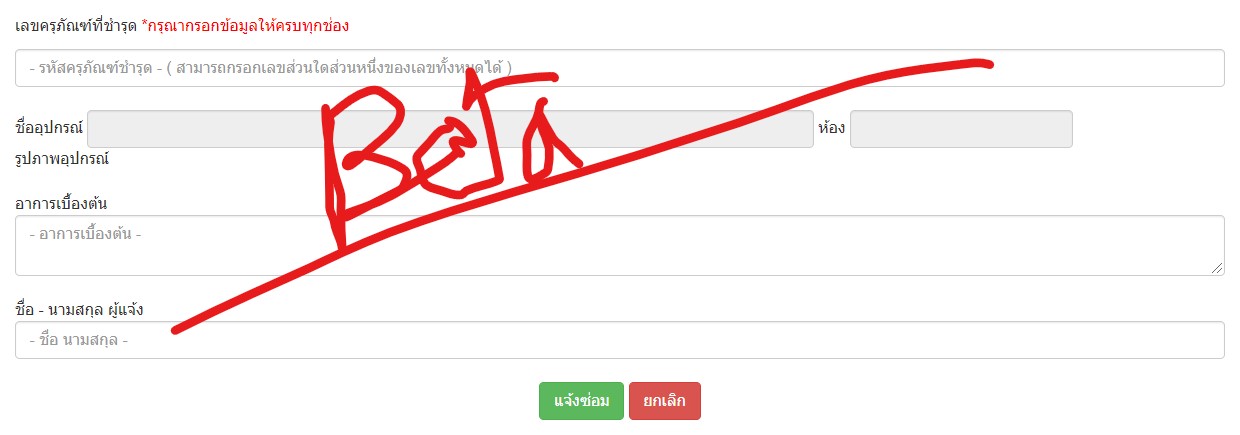 เลขครุภัณฑ์ที่ชำรุด *กรุณากรอกข้อมูลให้ครบทุกช่อง
- รหัสครุภัณฑ์ชำรุด - ( สามารถกรอกเลขส่วนใดส่วนหนึ่งของเลขทั้งหมดได้ )
ชื่ออุปกรณ์ ห้อง
รูปภาพอุปกรณ์
อาการเบื้องต้น
- อาการเบื้องต้น -
ชื่อ - นามสกุล ผู้แจ้ง
- ชื่อ นามสกุล -
แจ้งซ่อม ยกเลิก